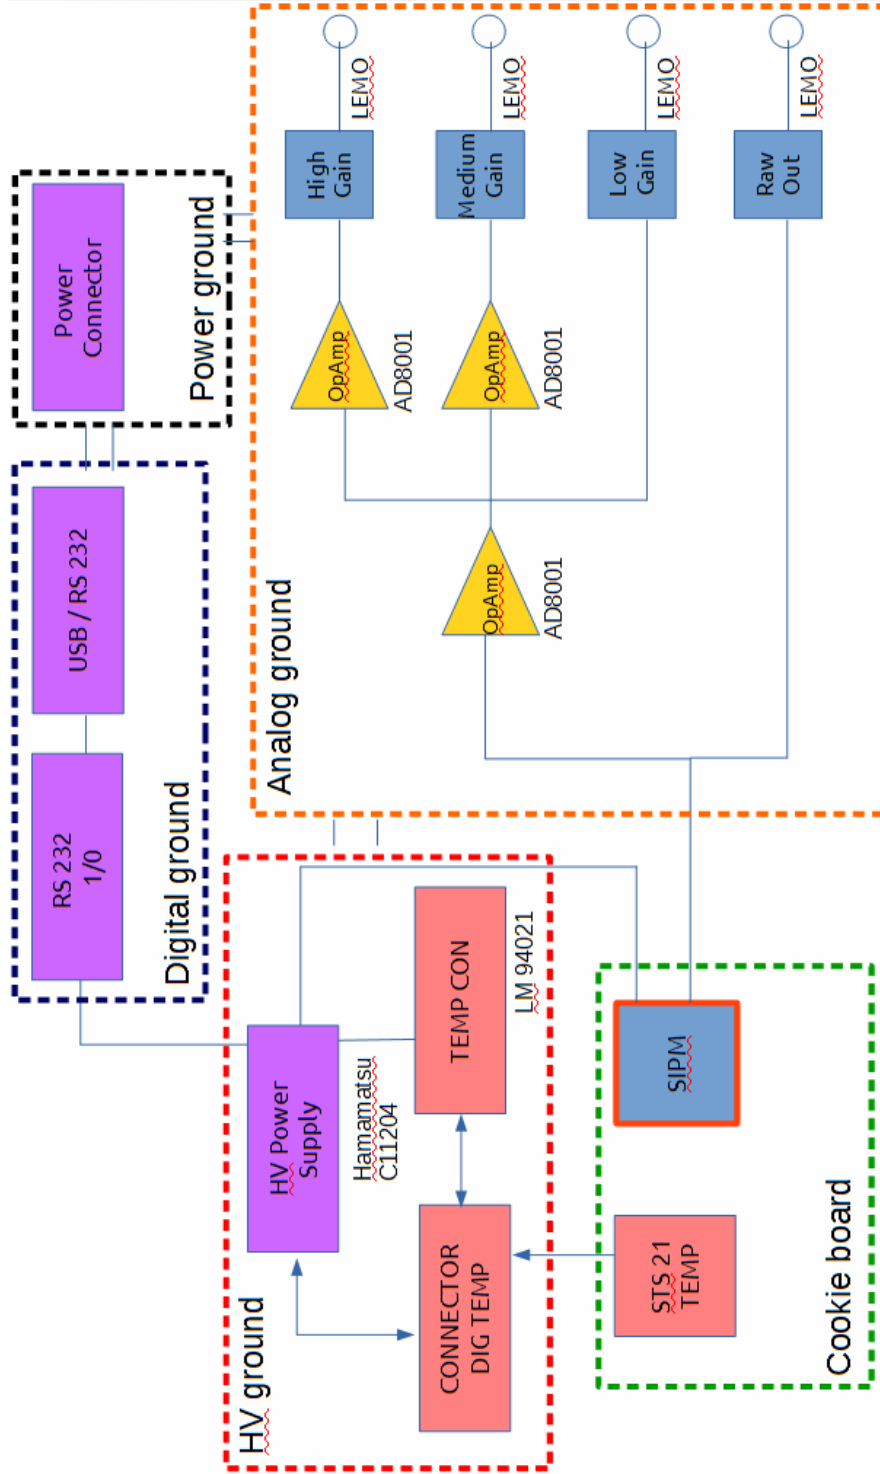 RS 232
1/0
USB / RS 232
Power
Connector
Digital ground
Power ground
HV ground
HV Power
Supply
Hamamatsu
C11204
CONNECTOR
DIG TEMP
TEMP CON
LM 94021
Analog ground
OpAmp
AD8001
High
Gain
LEMO
OpAmp
AD8001
OpAmp
AD8001
Medium
Gain
LEMO
Low
Gain
LEMO
Raw
Out
LEMO
STS 21
TEMP
SIPM
Cookie board